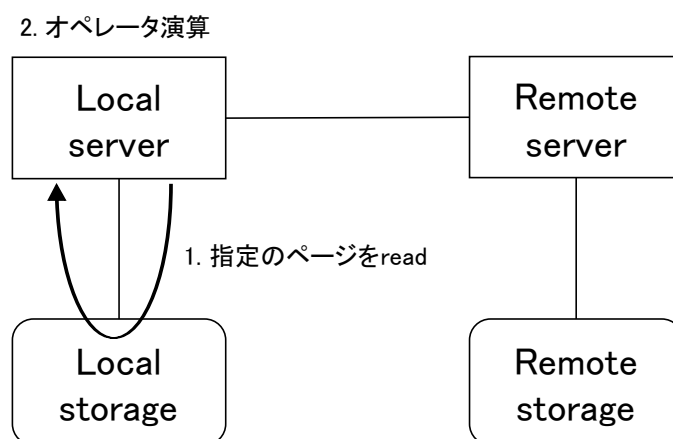 2. オペレータ演算
Local
server
Remote
server
1. 指定のページをread
Local
storage
Remote
storage